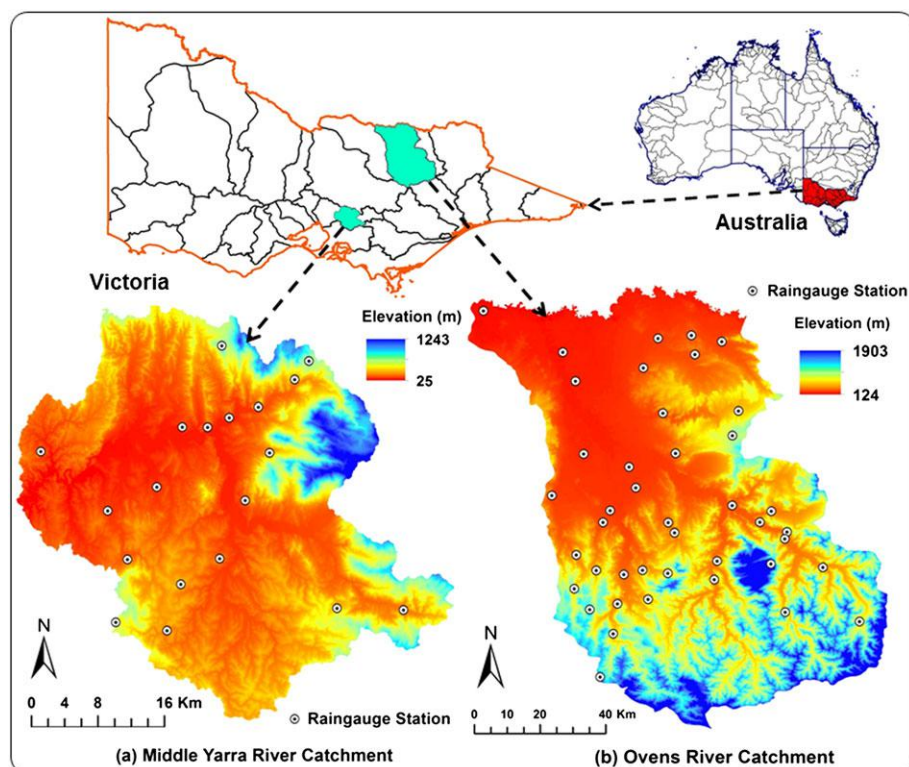 Australia
Victoria
Raingauge Station
Elevation (m)
1243
25
Elevation (m)
1903
124
N
0 4 8 16 Km
Raingauge Station
N
0 10 20 40 Km
(a) Middle Yarra River Catchment
(b) Ovens River Catchment